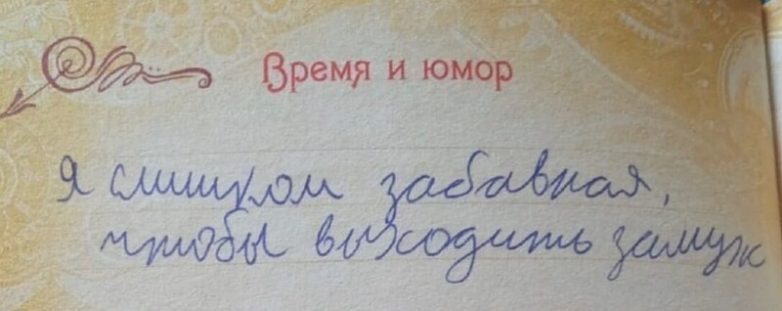 Время и юмор
Я слишком забавная,
чтобы выходить замуж